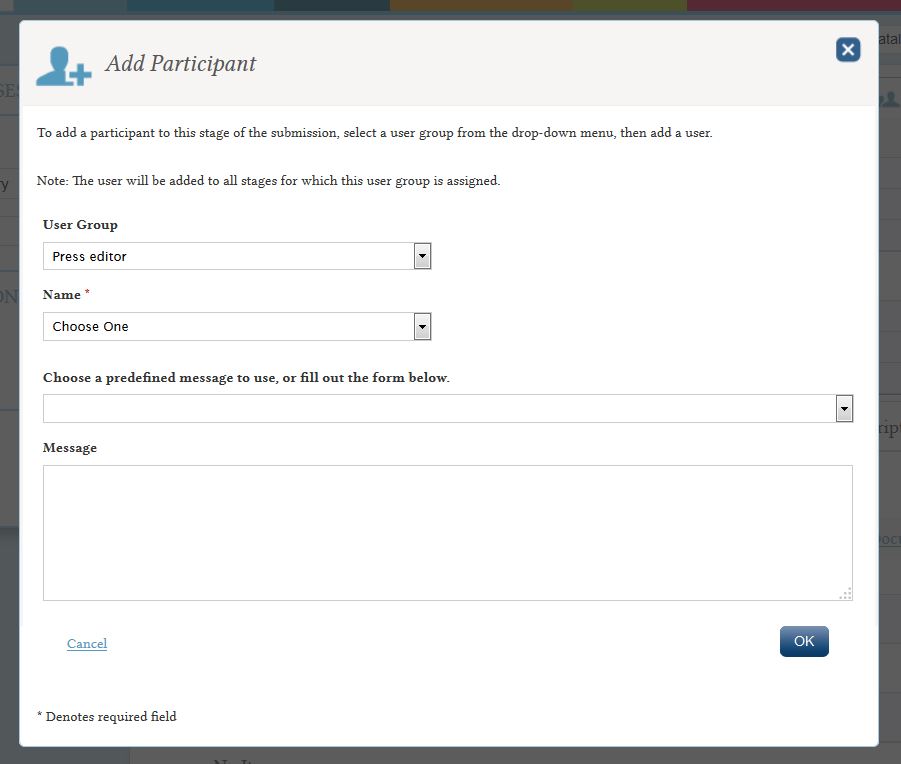 Add Participant
To add a participant to this stage of the submission, select a user group from the drop-down menu, then add a user.
Note: The user will be added to all stages for which this user group is assigned.
User Group
Press editor
Name *
Choose One
Choose a predefined message to use, or fill out the form below.
Message
Cancel
OK
* Denotes required field